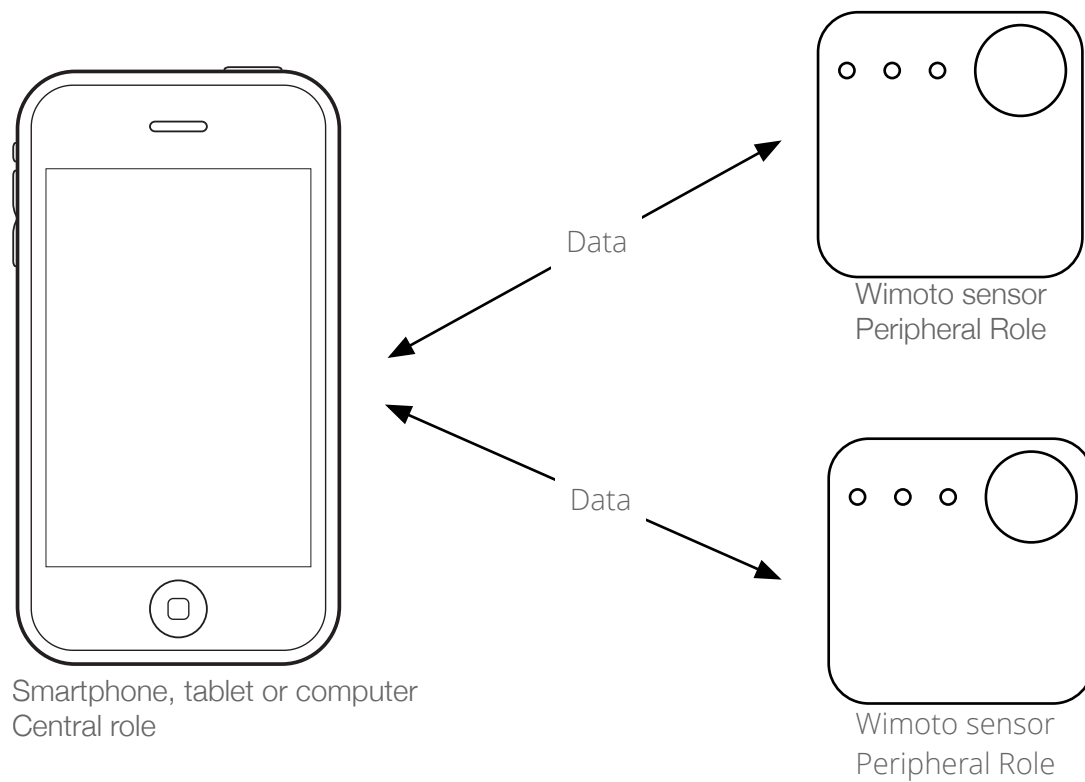 Data
Wimoto sensor
Peripheral Role
Data
Smartphone, tablet or computer
Central role
Wimoto sensor
Peripheral Role